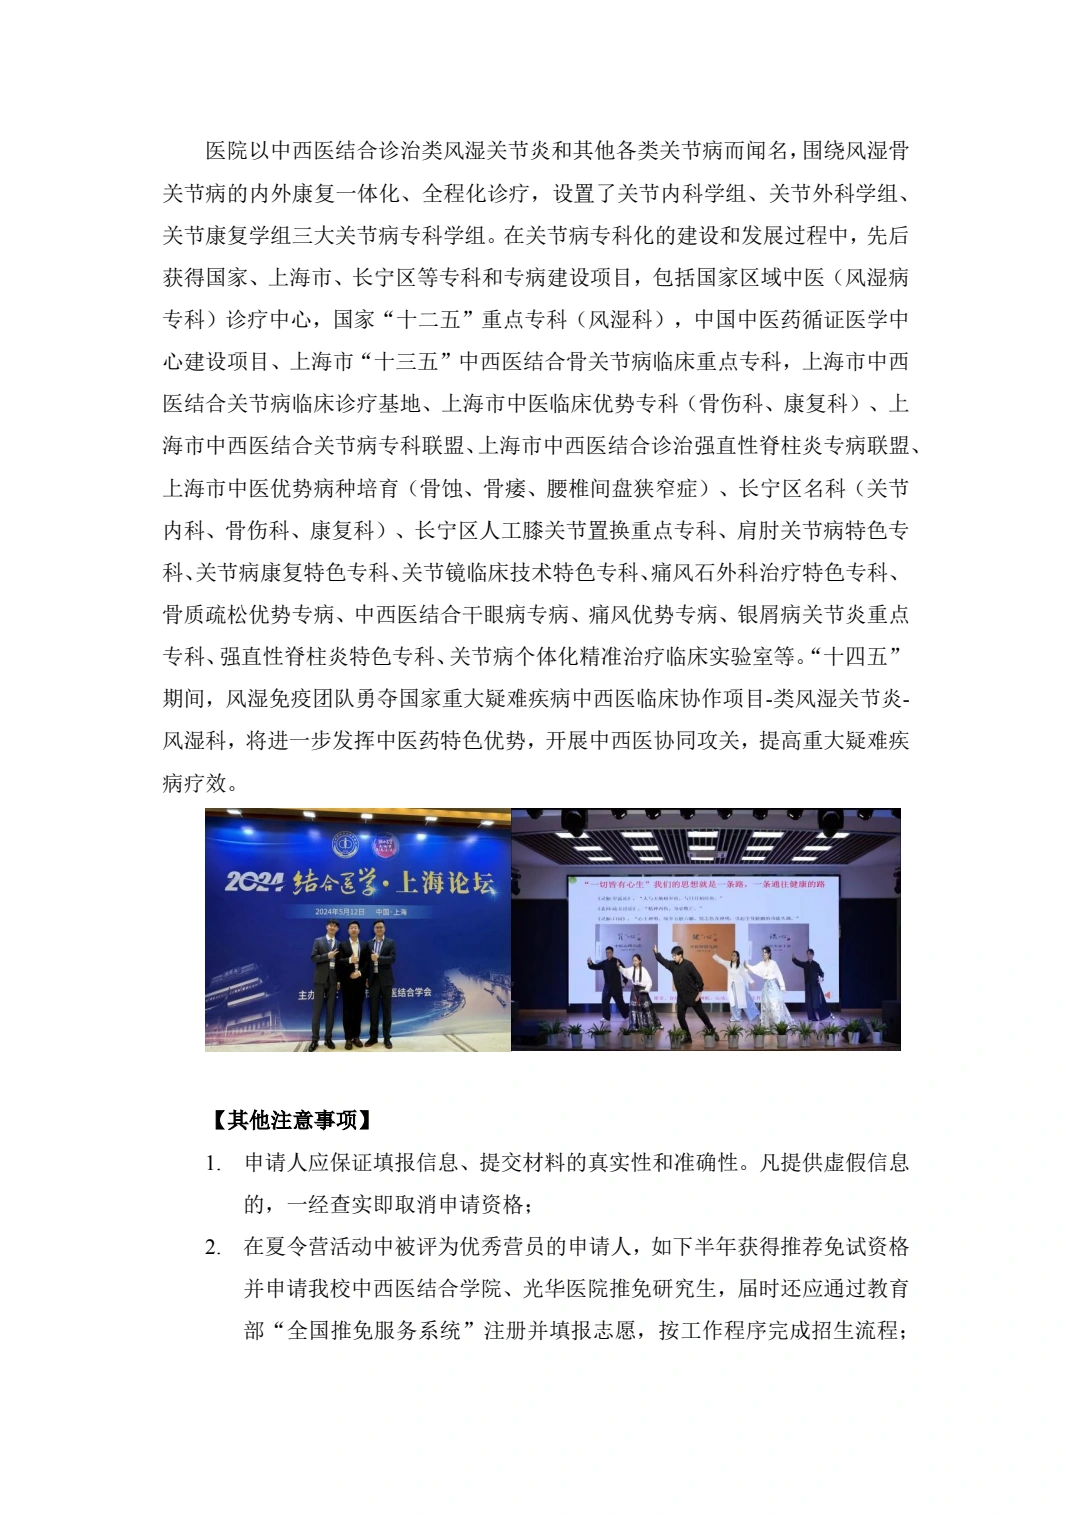 医院以中西医结合诊治类风湿关节炎和其他各类关节病而闻名，围绕风湿骨
关节病的内外康复一体化、全程化诊疗，设置了关节内科学组、关节外科学组、
关节康复学组三大关节病专科学组。在关节病专科化的建设和发展过程中，先后
获得国家、上海市、长宁区等专科和专病建设项目，包括国家区域中医（风湿病
专科）诊疗中心，国家“十二五”重点专科（风湿科），中国中医药循证医学中
心建设项目、上海市“十三五”中西医结合骨关节病临床重点专科，上海市中西
医结合关节病临床诊疗基地、上海市中医临床优势专科（骨伤科、康复科）、上
海市中西医结合关节病专科联盟、上海市中西医结合诊治强直性脊柱炎专病联盟、
上海市中医优势病种培育（骨蚀、骨痿、腰椎间盘狭窄症）、长宁区名科（关节
内科、骨伤科、康复科）、长宁区人工膝关节置换重点专科、肩肘关节病特色专
科、关节病康复特色专科、关节镜临床技术特色专科、痛风石外科治疗特色专科、
骨质疏松优势专病、中西医结合干眼病专病、痛风优势专病、银屑病关节炎重点
专科、强直性脊柱炎特色专科、关节病个体化精准治疗临床实验室等。“十四五”
期间，风湿免疫团队勇夺国家重大疑难疾病中西医临床协作项目-类风湿关节炎-
风湿科，将进一步发挥中医药特色优势，开展中西医协同攻关，提高重大疑难疾
病疗效。
2024 结合医学·上海论坛
2024年5月12日 中国·上海
主办
医结合学会
“一切皆有心生”我们的思想就是一条路，一条通往健康的路
【其他注意事项】
1. 申请人应保证填报信息、提交材料的真实性和准确性。凡提供虚假信息
的，一经查实即取消申请资格；
2. 在夏令营活动中被评为优秀营员的申请人，如下半年获得推荐免试资格
并申请我校中西医结合学院、光华医院推免研究生，届时还应通过教育
部“全国推免服务系统”注册并填报志愿，按工作程序完成招生流程；